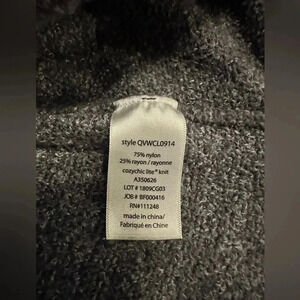 style QVWCL0914
75% nylon
25% rayon / rayonne
cozychic lite® knit
A350626
LOT # 1809CG03
JOB # BF000416
RN#111248
made in china/
Fabriqué en Chine